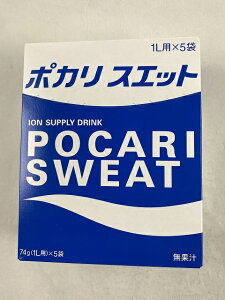 1L用×5袋
ポカリ スエット
ION SUPPLY DRINK
POCARI
SWEAT
74g(1L用)×5袋
無果汁